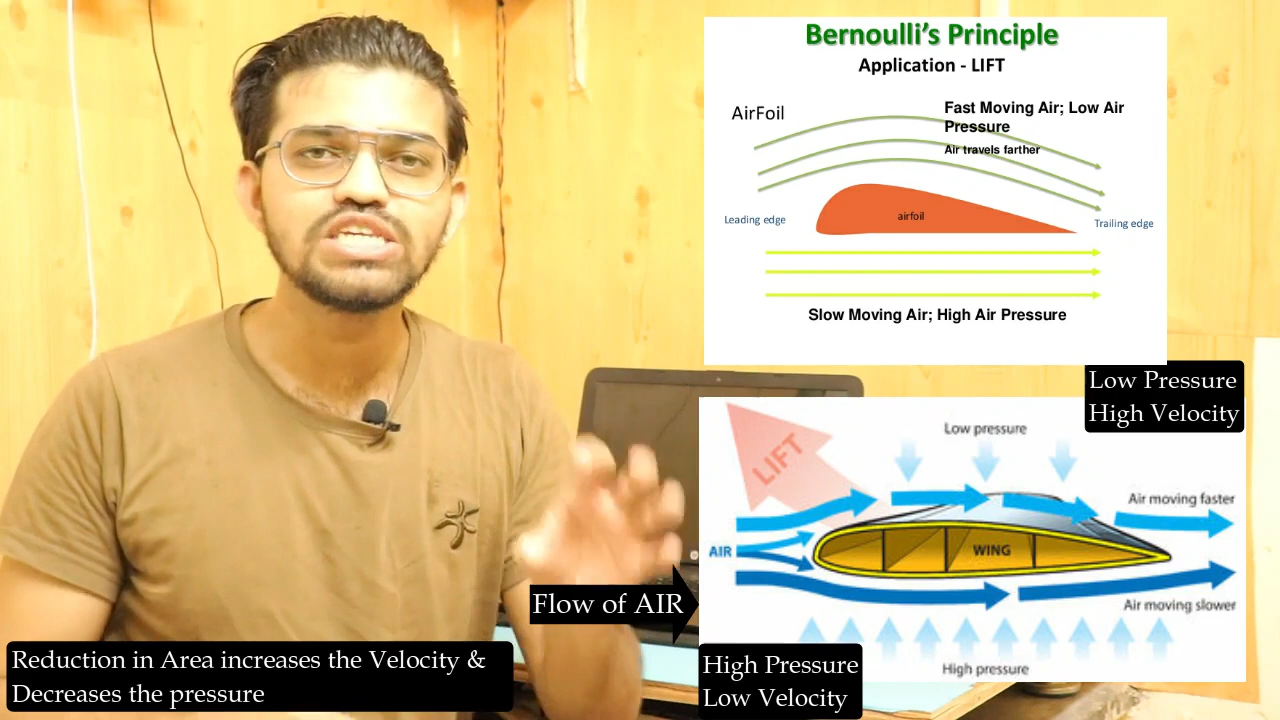 Bernoulli's Principle
Application - LIFT
AirFoil
Fast Moving Air; Low Air
Pressure
Air travels farther
Leading edge
airfoil
Trailing edge
Slow Moving Air; High Air Pressure
Low Pressure
High Velocity
Low pressure
LIFT
Air moving faster
AIR
WING
Flow of AIR
Air moving slower
High pressure
High Pressure
Low Velocity
Reduction in Area increases the Velocity &
Decreases the pressure